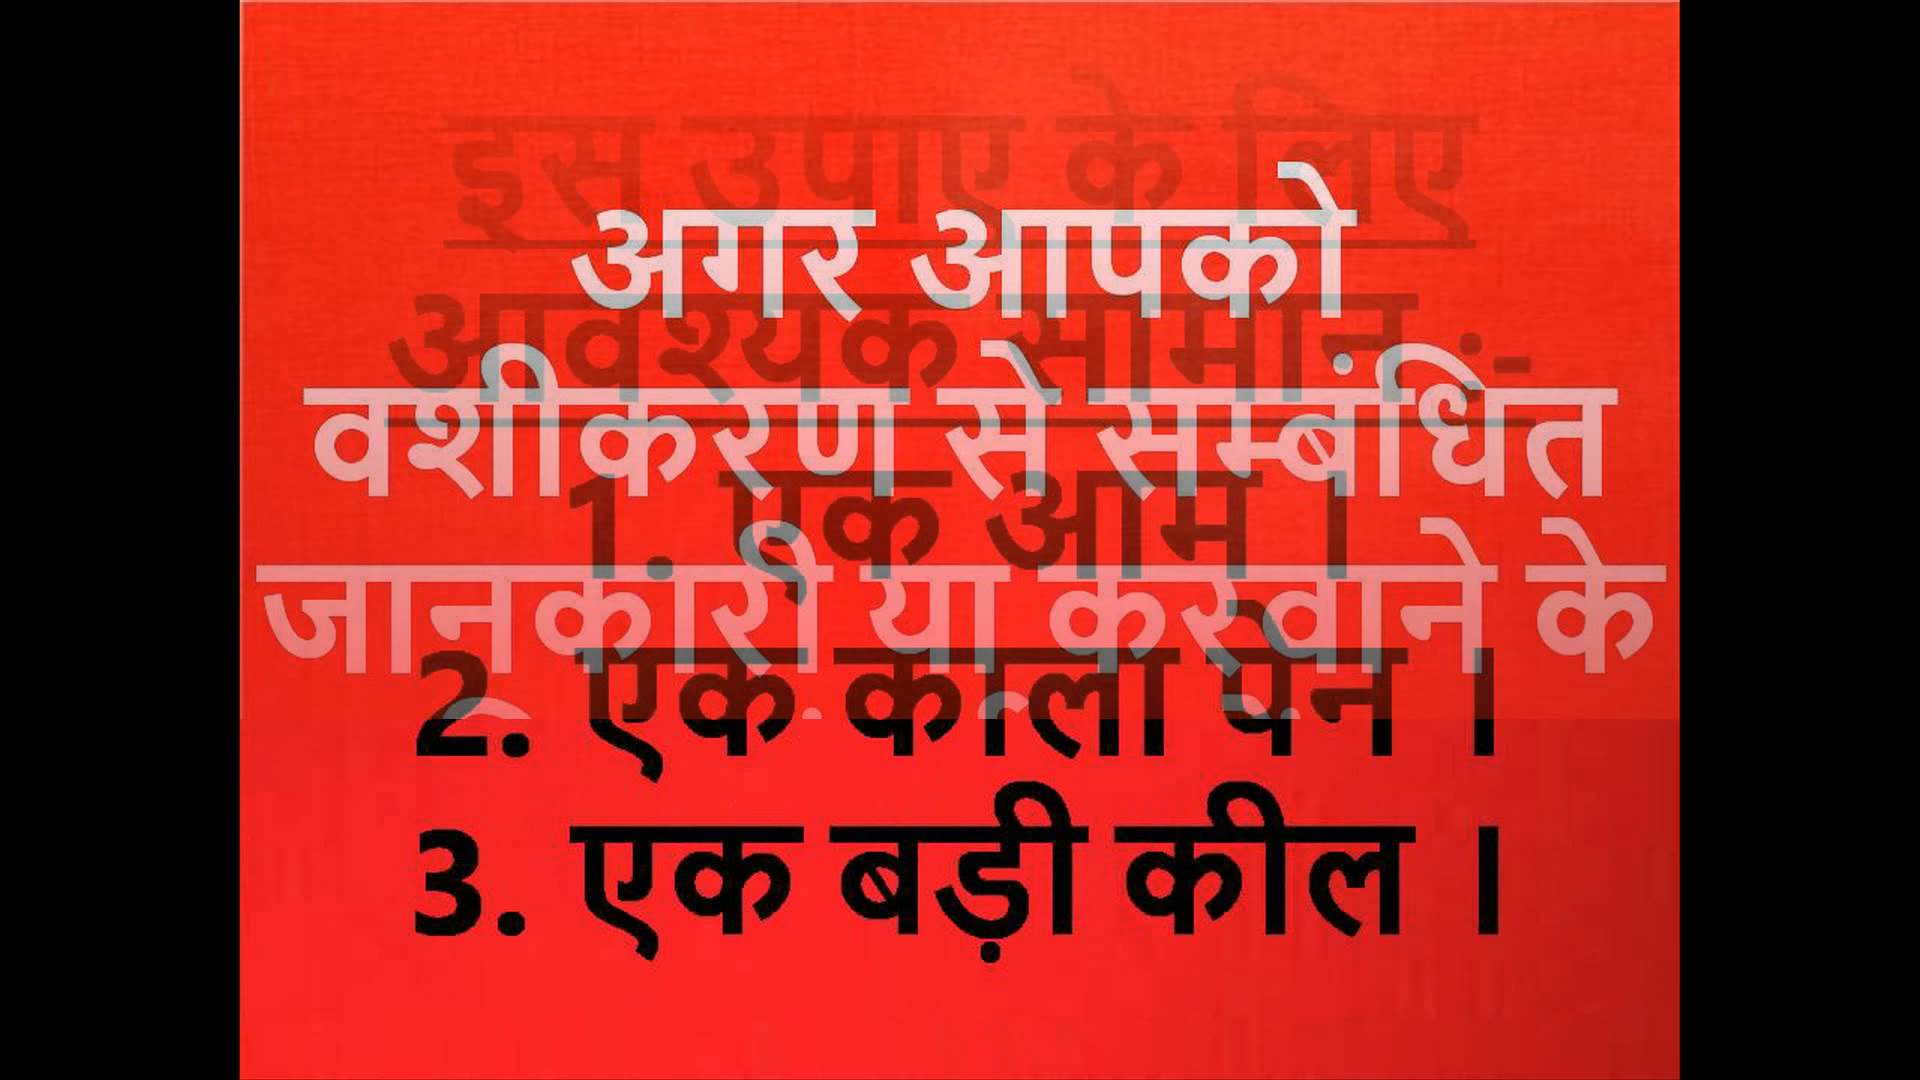 इस उपाए के लिए
आवश्यक सामान :-
1. एक आम ।
2. एक काला पेन ।
3. एक बड़ी कील ।
अगर आपको
वशीकरण से सम्बंधित
जानकारी या करवाने के